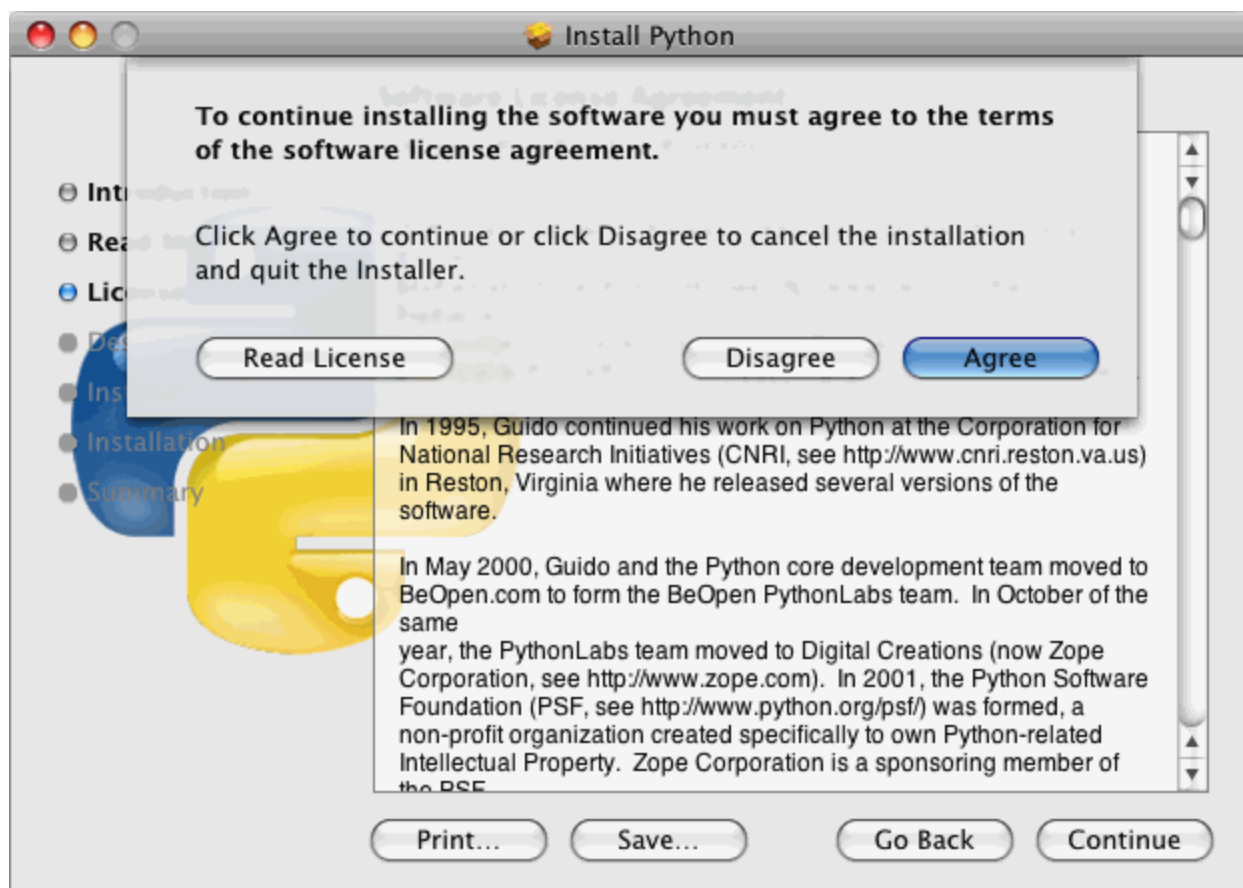 Install Python
To continue installing the software you must agree to the terms
of the software license agreement.
Click Agree to continue or click Disagree to cancel the installation
and quit the Installer.
Read License
Disagree
Agree
Int
Rea
Lic
Des
Ins
Installation
Summary
In 1995, Guido continued his work on Python at the Corporation for
National Research Initiatives (CNRI, see http://www.cnri.reston.va.us)
in Reston, Virginia where he released several versions of the
software.
In May 2000, Guido and the Python core development team moved to
BeOpen.com to form the BeOpen PythonLabs team.  In October of the
same
year, the PythonLabs team moved to Digital Creations (now Zope
Corporation, see http://www.zope.com).  In 2001, the Python Software
Foundation (PSF, see http://www.python.org/psf/) was formed, a
non-profit organization created specifically to own Python-related
Intellectual Property.  Zope Corporation is a sponsoring member of
the PSF
Print...
Save...
Go Back
Continue